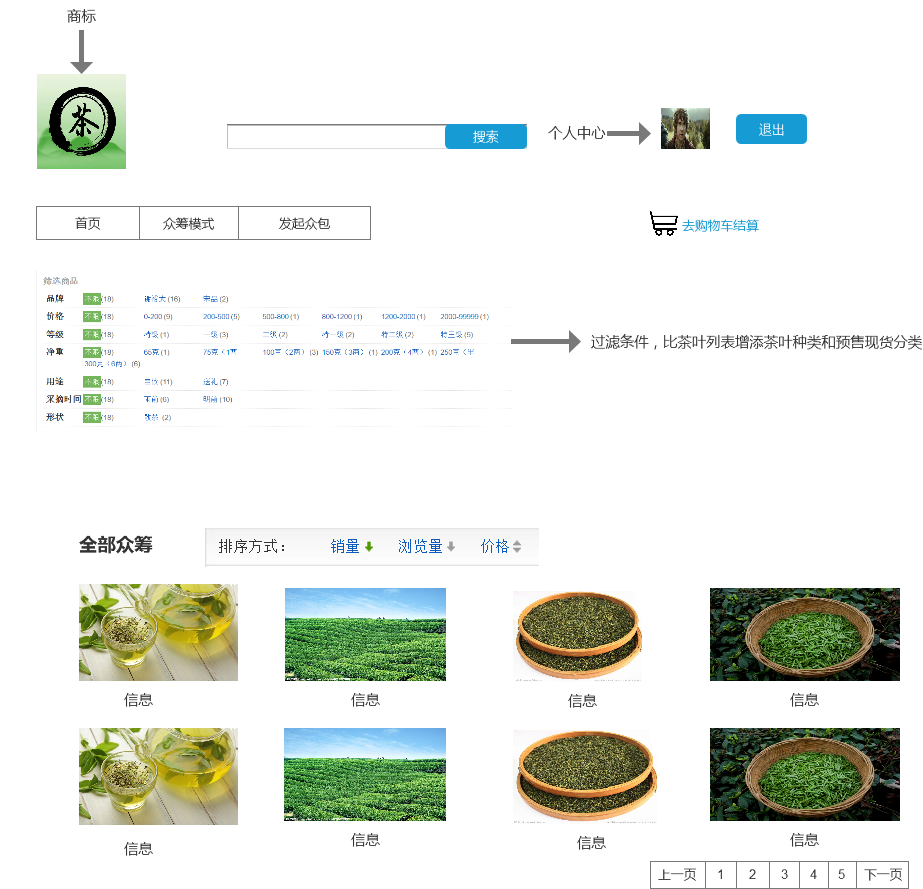 商标
茶
搜索
个人中心
退出
首页 众筹模式 发起众包
去购物车结算
筛选商品
品牌 不限(18) 谢裕大 (16) 宋品 (2)
价格 不限(18) 0-200 (9) 200-500 (5) 500-800 (1) 800-1200 (1) 1200-2000 (1) 2000-99999 (1)
等级 不限(18) 特级 (1) 一级 (3) 二级 (2) 特一级 (2) 特二级 (2) 特三级 (5)
净重 不限(18) 65克 (1) 75克（1两 100克（2两） (3) 150克（3两） (1) 200克（4两） (1) 250克（半
300克（6两） (6)
用途 不限(18) 自饮 (11) 送礼 (7)
采摘时间 不限(18) 雨前 (6) 明前 (10)
形状 不限(18) 散茶 (2)
过滤条件，比茶叶列表增添茶叶种类和预售现货分类
全部众筹
排序方式： 销量 浏览量 价格
信息 信息 信息 信息
信息 信息 信息 信息
上一页 1 2 3 4 5 下一页